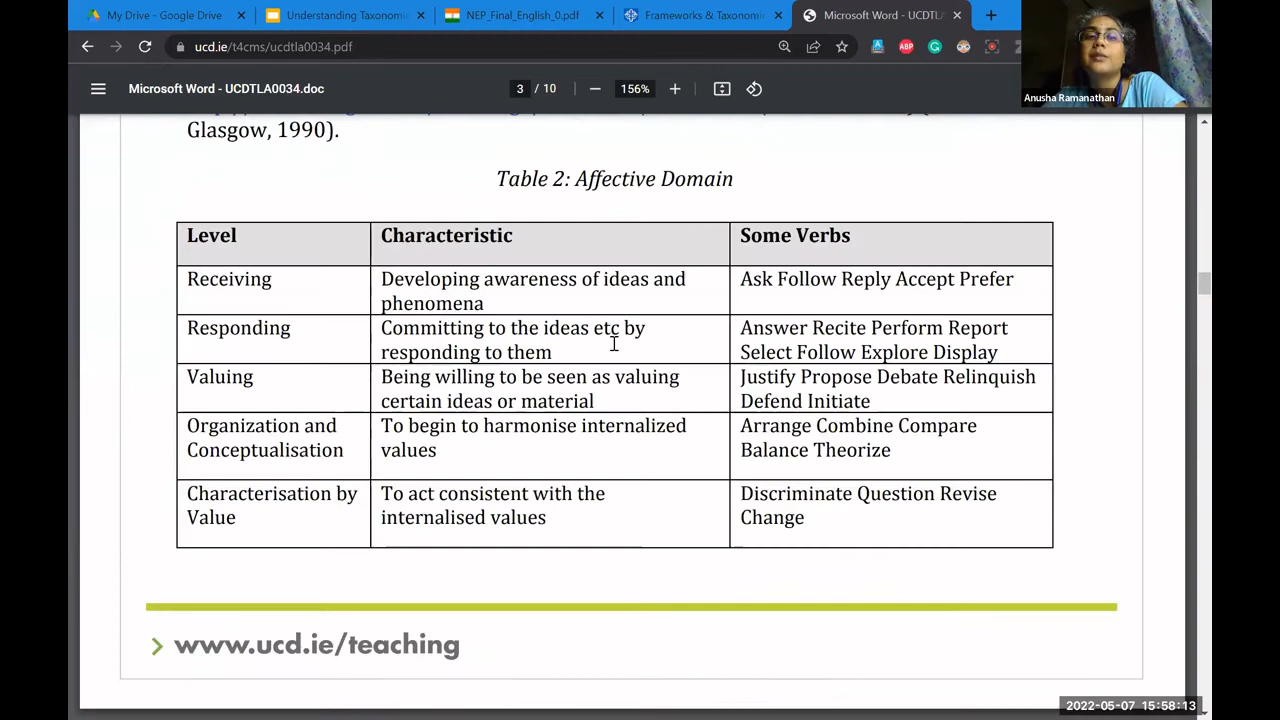 My Drive - Google Drive
Understanding Taxonomi
NEP_Final_English_0.pdf
Frameworks & Taxonomi
Microsoft Word - UCDTLA
ucd.ie/t4cms/ucdtla0034.pdf
ABP
Microsoft Word - UCDTLA0034.doc
3 / 10
156%
Anusha Ramanathan
Glasgow, 1990).
Table 2: Affective Domain
Level Characteristic Some Verbs
Receiving Developing awareness of ideas and Ask Follow Reply Accept Prefer
phenomena
Responding Committing to the ideas etc by Answer Recite Perform Report
responding to them Select Follow Explore Display
Valuing Being willing to be seen as valuing Justify Propose Debate Relinquish
certain ideas or material Defend Initiate
Organization and To begin to harmonise internalized Arrange Combine Compare
Conceptualisation values Balance Theorize
Characterisation by To act consistent with the Discriminate Question Revise
Value internalised values Change
www.ucd.ie/teaching
2022-05-07 15:58:13